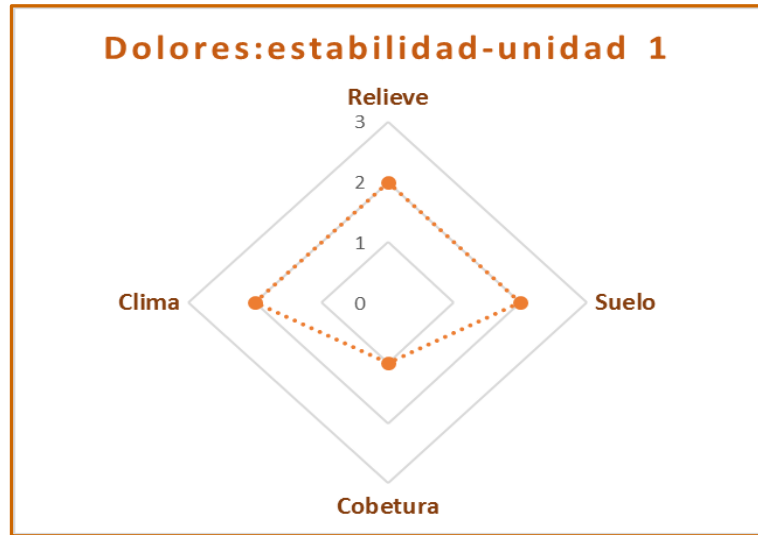 Dolores:estabilidad-unidad 1
Relieve
3
2
1
Clima
0
Suelo
Cobetura